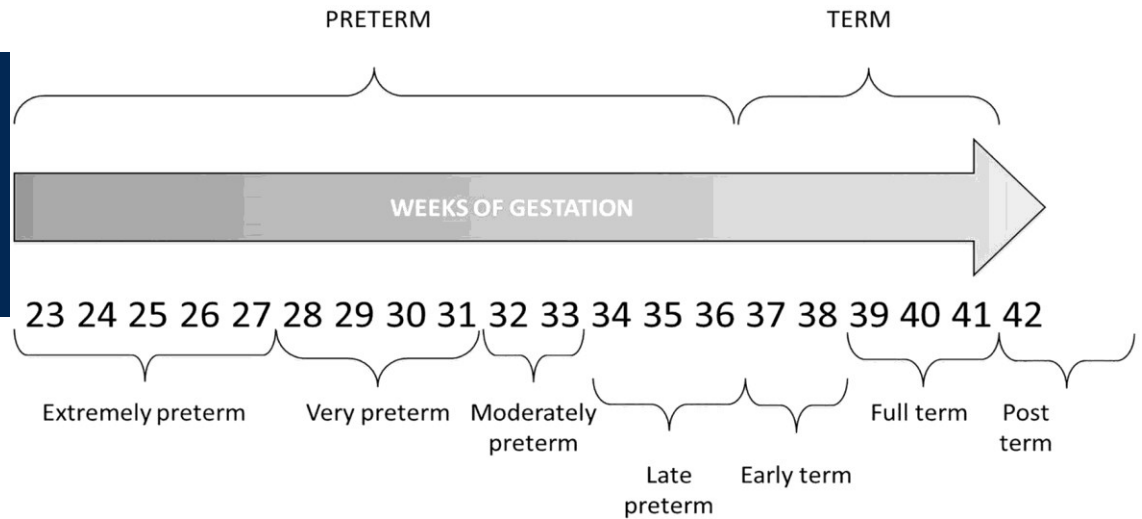 PRETERM TERM
WEEKS OF GESTATION
23 24 25 26 27 28 29 30 31 32 33 34 35 36 37 38 39 40 41 42
Extremely preterm
Very preterm
Moderately
preterm
Late
preterm
Early term
Full term
Post
term